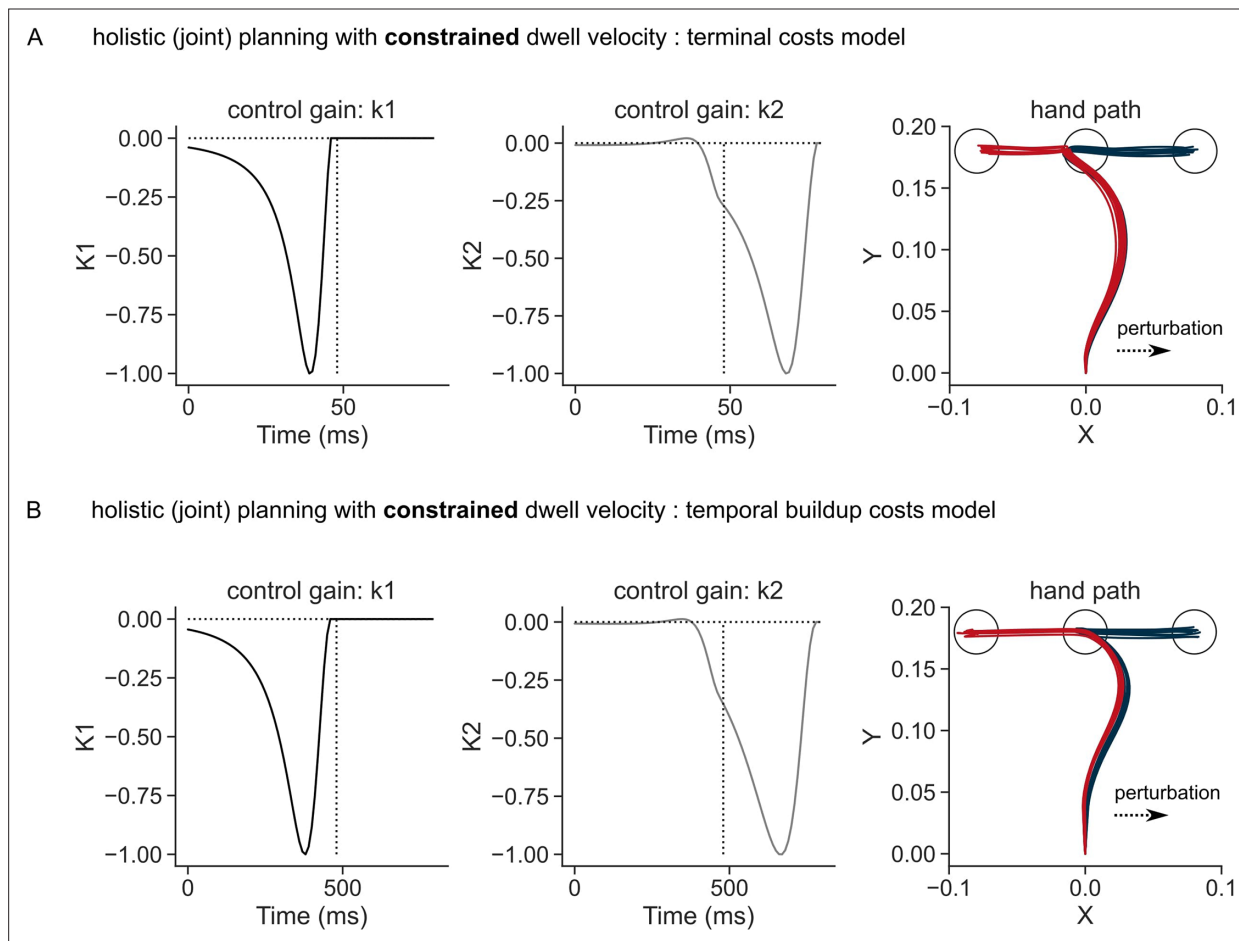 A holistic (joint) planning with constrained dwell velocity : terminal costs model
control gain: k1
control gain: k2
hand path
0.00
−0.25
−0.50
−0.75
−1.00
K1
0
50
Time (ms)
0.00
−0.25
−0.50
−0.75
−1.00
K2
0
50
Time (ms)
0.20
0.15
0.10
0.05
0.00
Y
perturbation
−0.1
0.0
0.1
X
B holistic (joint) planning with constrained dwell velocity : temporal buildup costs model
control gain: k1
control gain: k2
hand path
0.00
−0.25
−0.50
−0.75
−1.00
K1
0
500
Time (ms)
0.00
−0.25
−0.50
−0.75
−1.00
K2
0
500
Time (ms)
0.20
0.15
0.10
0.05
0.00
Y
perturbation
−0.1
0.0
0.1
X